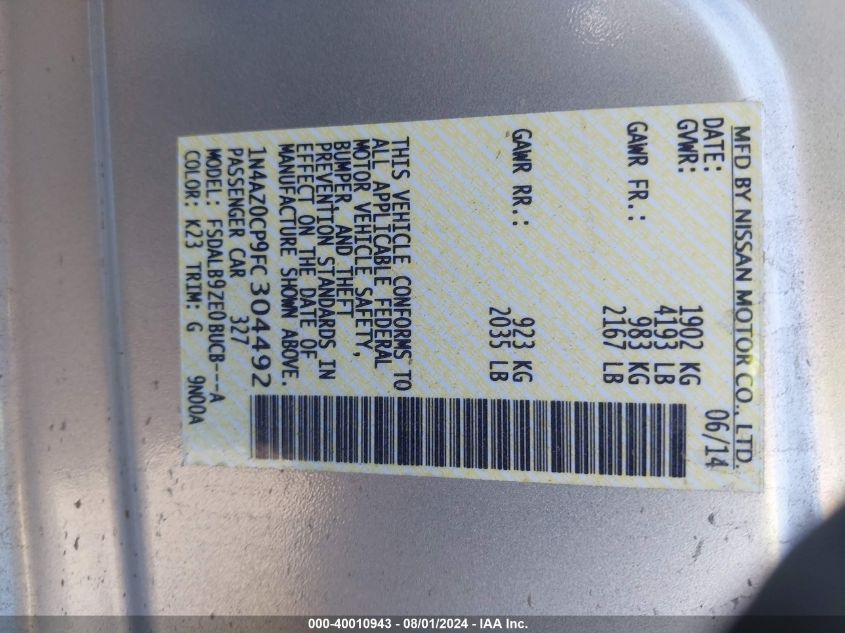 MFD BY NISSAN MOTOR CO., LTD.
DATE: 06/14
GVWR: 1902 KG
4193 LB
GAWR FR.: 983 KG
2167 LB
GAWR RR.: 923 KG
2035 LB
THIS VEHICLE CONFORMS TO
ALL APPLICABLE FEDERAL
MOTOR VEHICLE SAFETY,
BUMPER, AND THEFT
PREVENTION STANDARDS IN
EFFECT ON THE DATE OF
MANUFACTURE SHOWN ABOVE.
1N4AZ0CP9FC304492
PASSENGER CAR 327
MODEL: FSDALB9ZE0BUCB---A
COLOR: K23 TRIM: G 9N00A
000-40010943 - 08/01/2024 - IAA Inc.